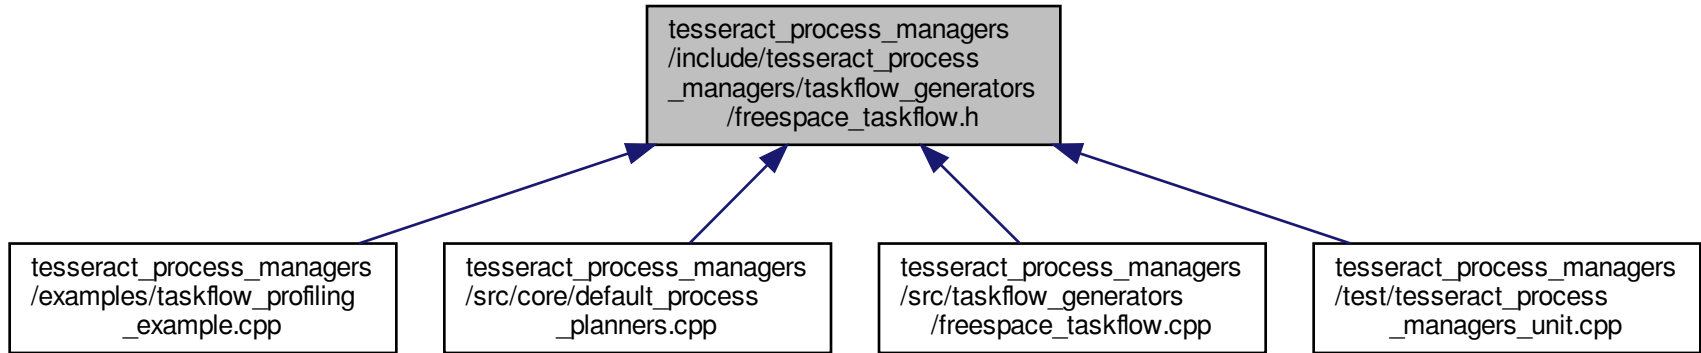 tesseract_process_managers
/include/tesseract_process
_managers/taskflow_generators
/freespace_taskflow.h
tesseract_process_managers
/examples/taskflow_profiling
_example.cpp
tesseract_process_managers
/src/core/default_process
_planners.cpp
tesseract_process_managers
/src/taskflow_generators
/freespace_taskflow.cpp
tesseract_process_managers
/test/tesseract_process
_managers_unit.cpp